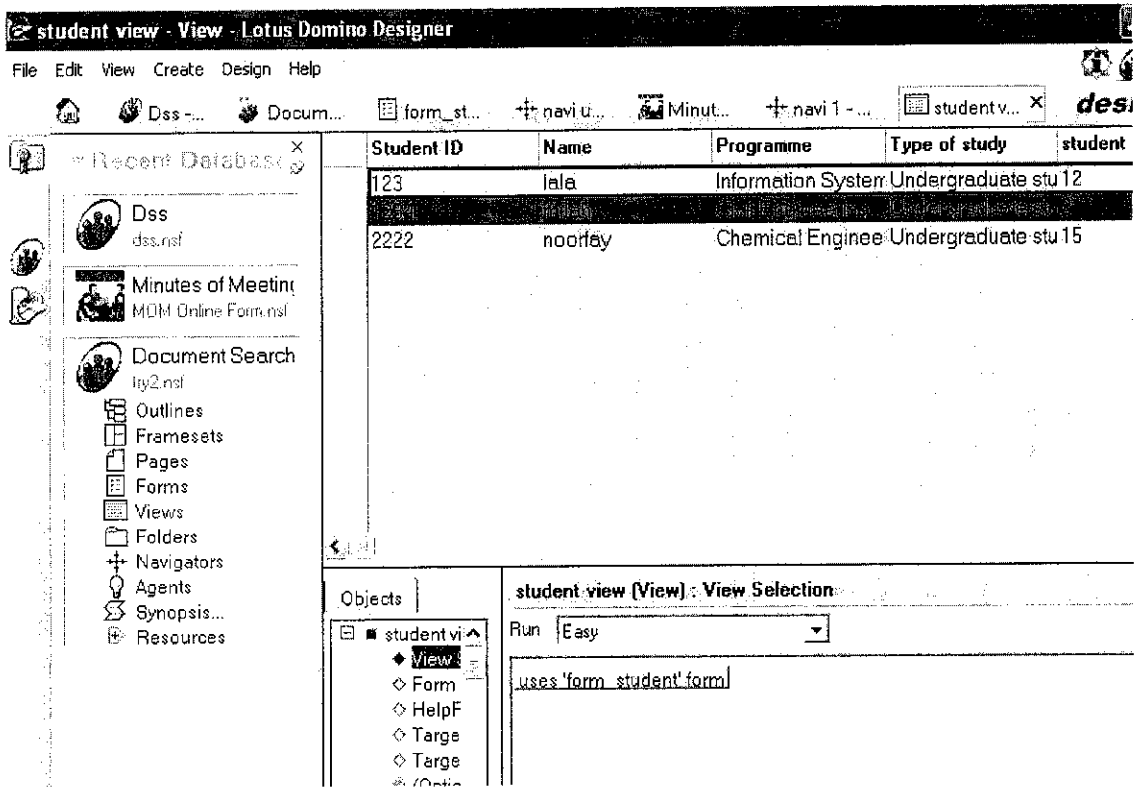 student view - View - Lotus Domino Designer
File Edit View Create Design Help
Dss -... Docum... form_st... navi u... Minut... navi 1 - ... student v... × desi
Recent Database
Dss
dss.nsf
Minutes of Meeting
MOM Online Form.nsf
Document Search
try2.nsf
Outlines
Framesets
Pages
Forms
Views
Folders
Navigators
Agents
Synopsis...
Resources
Student ID Name Programme Type of study student
123 lala Information System Undergraduate stu 12
2222 noorfay Chemical Enginee Undergraduate stu 15
Objects
student vi
View S
Form
HelpF
Targe
Targe
(Optio
student view (View) : View Selection
Run Easy
uses 'form_student' form